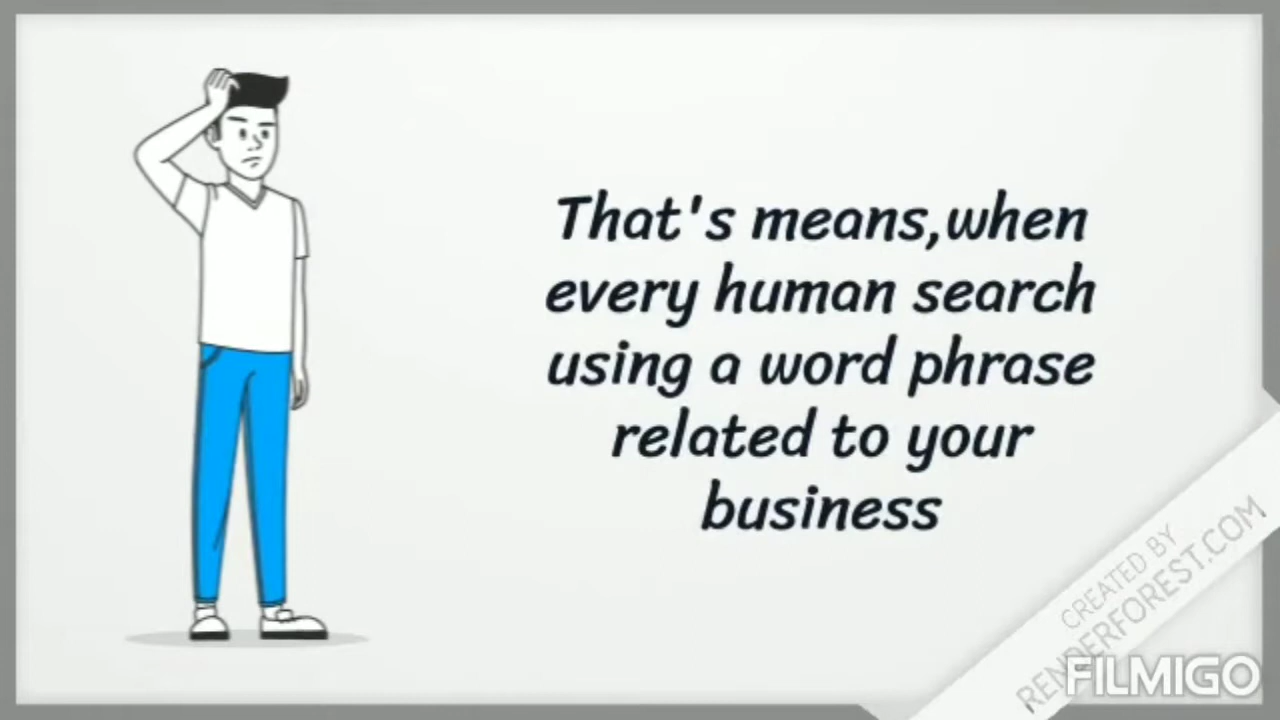 That's means,when
every human search
using a word phrase
related to your
business
CREATED BY
RENDERFOREST.COM
FILMIGO